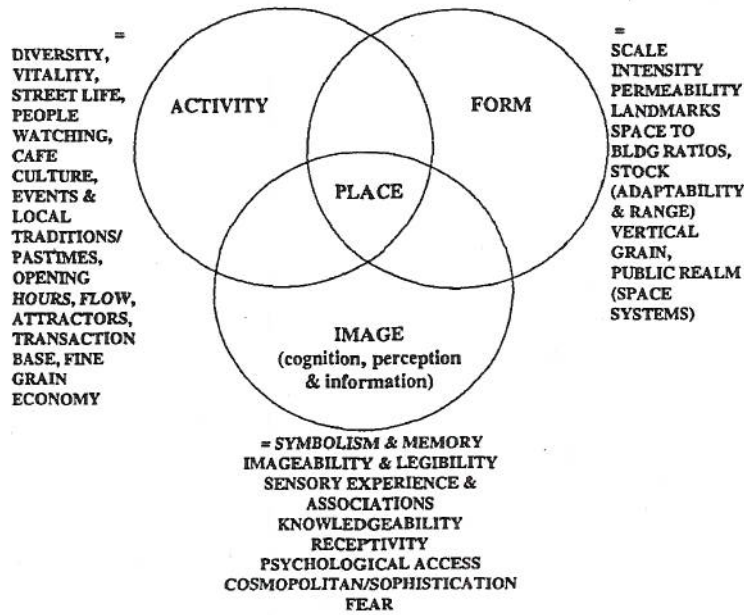 =
DIVERSITY,
VITALITY,
STREET LIFE,
PEOPLE
WATCHING,
CAFE
CULTURE,
EVENTS &
LOCAL
TRADITIONS/
PASTIMES,
OPENING
HOURS, FLOW,
ATTRACTORS,
TRANSACTION
BASE, FINE
GRAIN
ECONOMY
ACTIVITY
FORM
PLACE
IMAGE
(cognition, perception
& information)
=
SCALE
INTENSITY
PERMEABILITY
LANDMARKS
SPACE TO
BLDG RATIOS,
STOCK
(ADAPTABILITY
& RANGE)
VERTICAL
GRAIN,
PUBLIC REALM
(SPACE
SYSTEMS)
= SYMBOLISM & MEMORY
IMAGEABILITY & LEGIBILITY
SENSORY EXPERIENCE &
ASSOCIATIONS
KNOWLEDGEABILITY
RECEPTIVITY
PSYCHOLOGICAL ACCESS
COSMOPOLITAN/SOPHISTICATION
FEAR